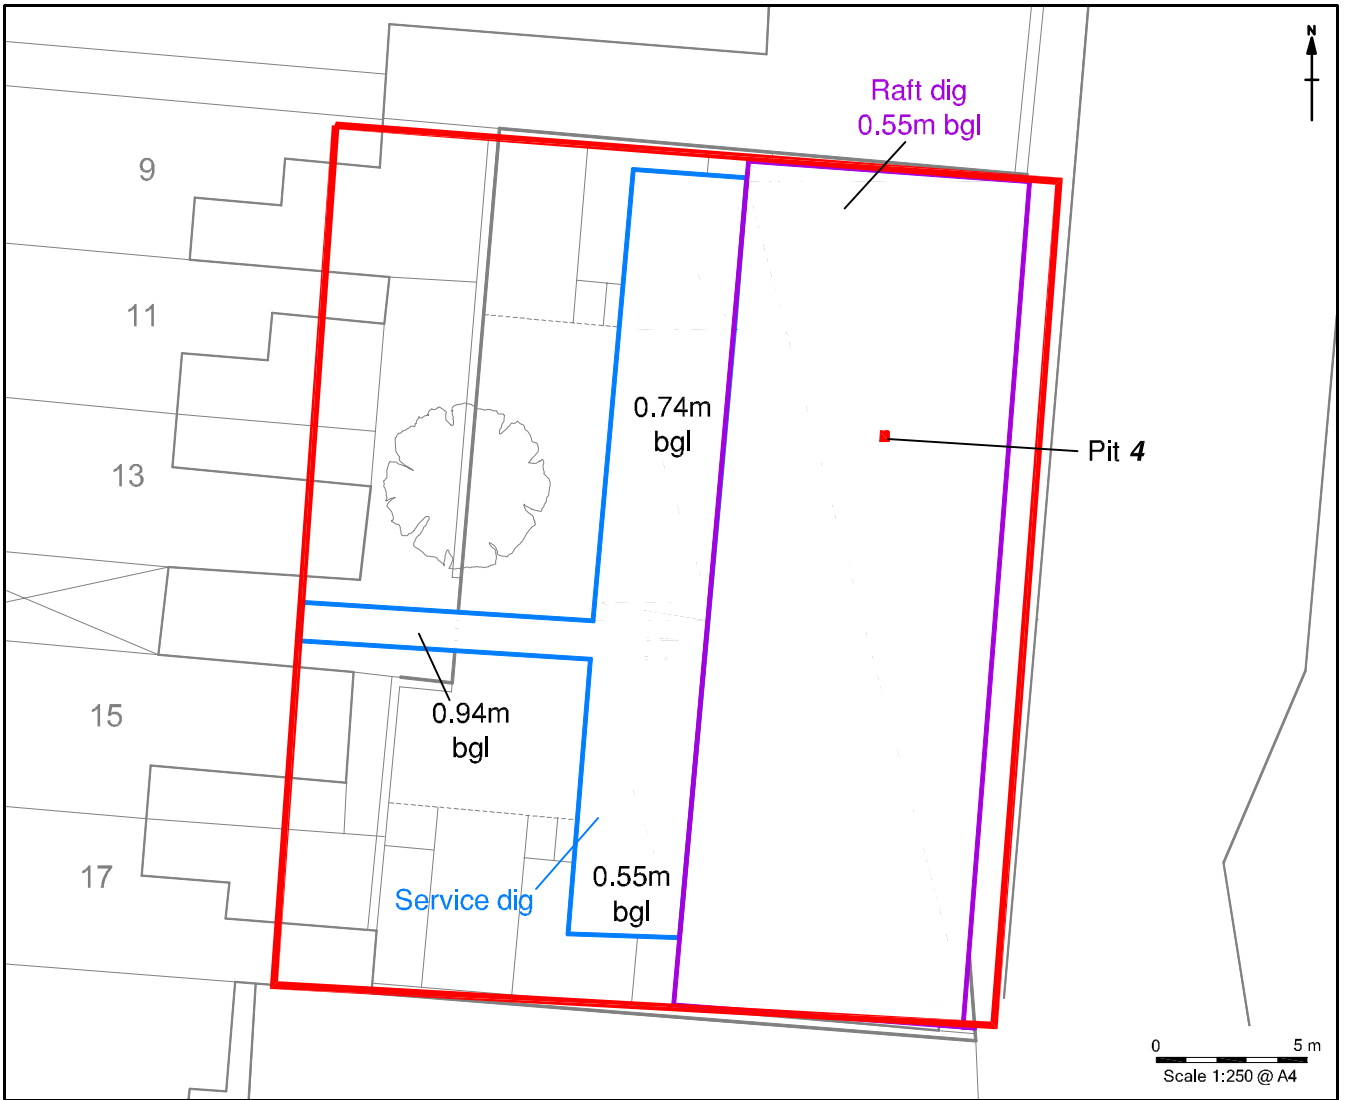 N
Raft dig
0.55m bgl
9
11
0.74m
bgl
Pit 4
13
15
0.94m
bgl
17
0.55m
bgl
Service dig
0 5 m
Scale 1:250 @ A4